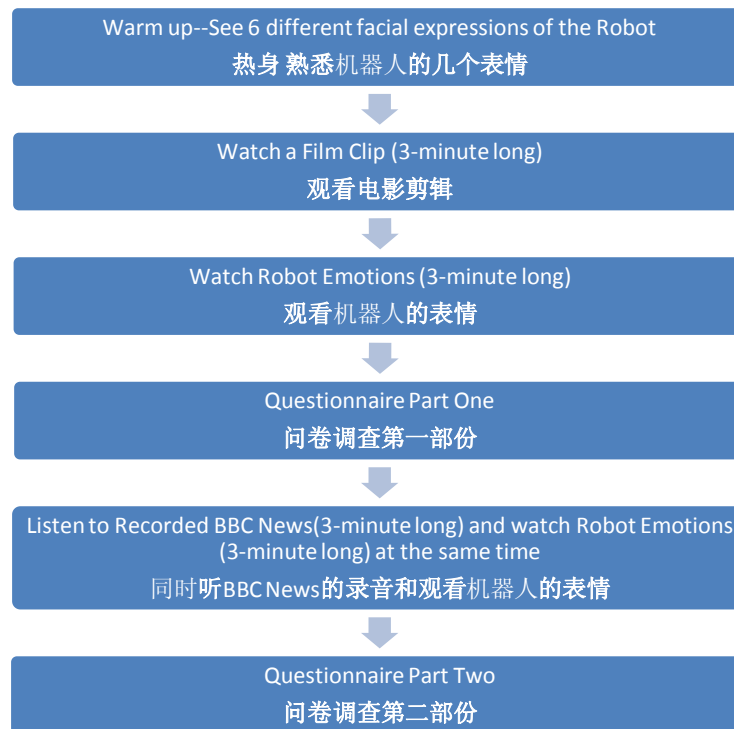 Warm up--See 6 different facial expressions of the Robot
热身 熟悉机器人的几个表情
Watch a Film Clip (3-minute long)
观看电影剪辑
Watch Robot Emotions (3-minute long)
观看机器人的表情
Questionnaire Part One
问卷调查第一部份
Listen to Recorded BBC News(3-minute long) and watch Robot Emotions
(3-minute long) at the same time
同时听BBC News的录音和观看机器人的表情
Questionnaire Part Two
问卷调查第二部份